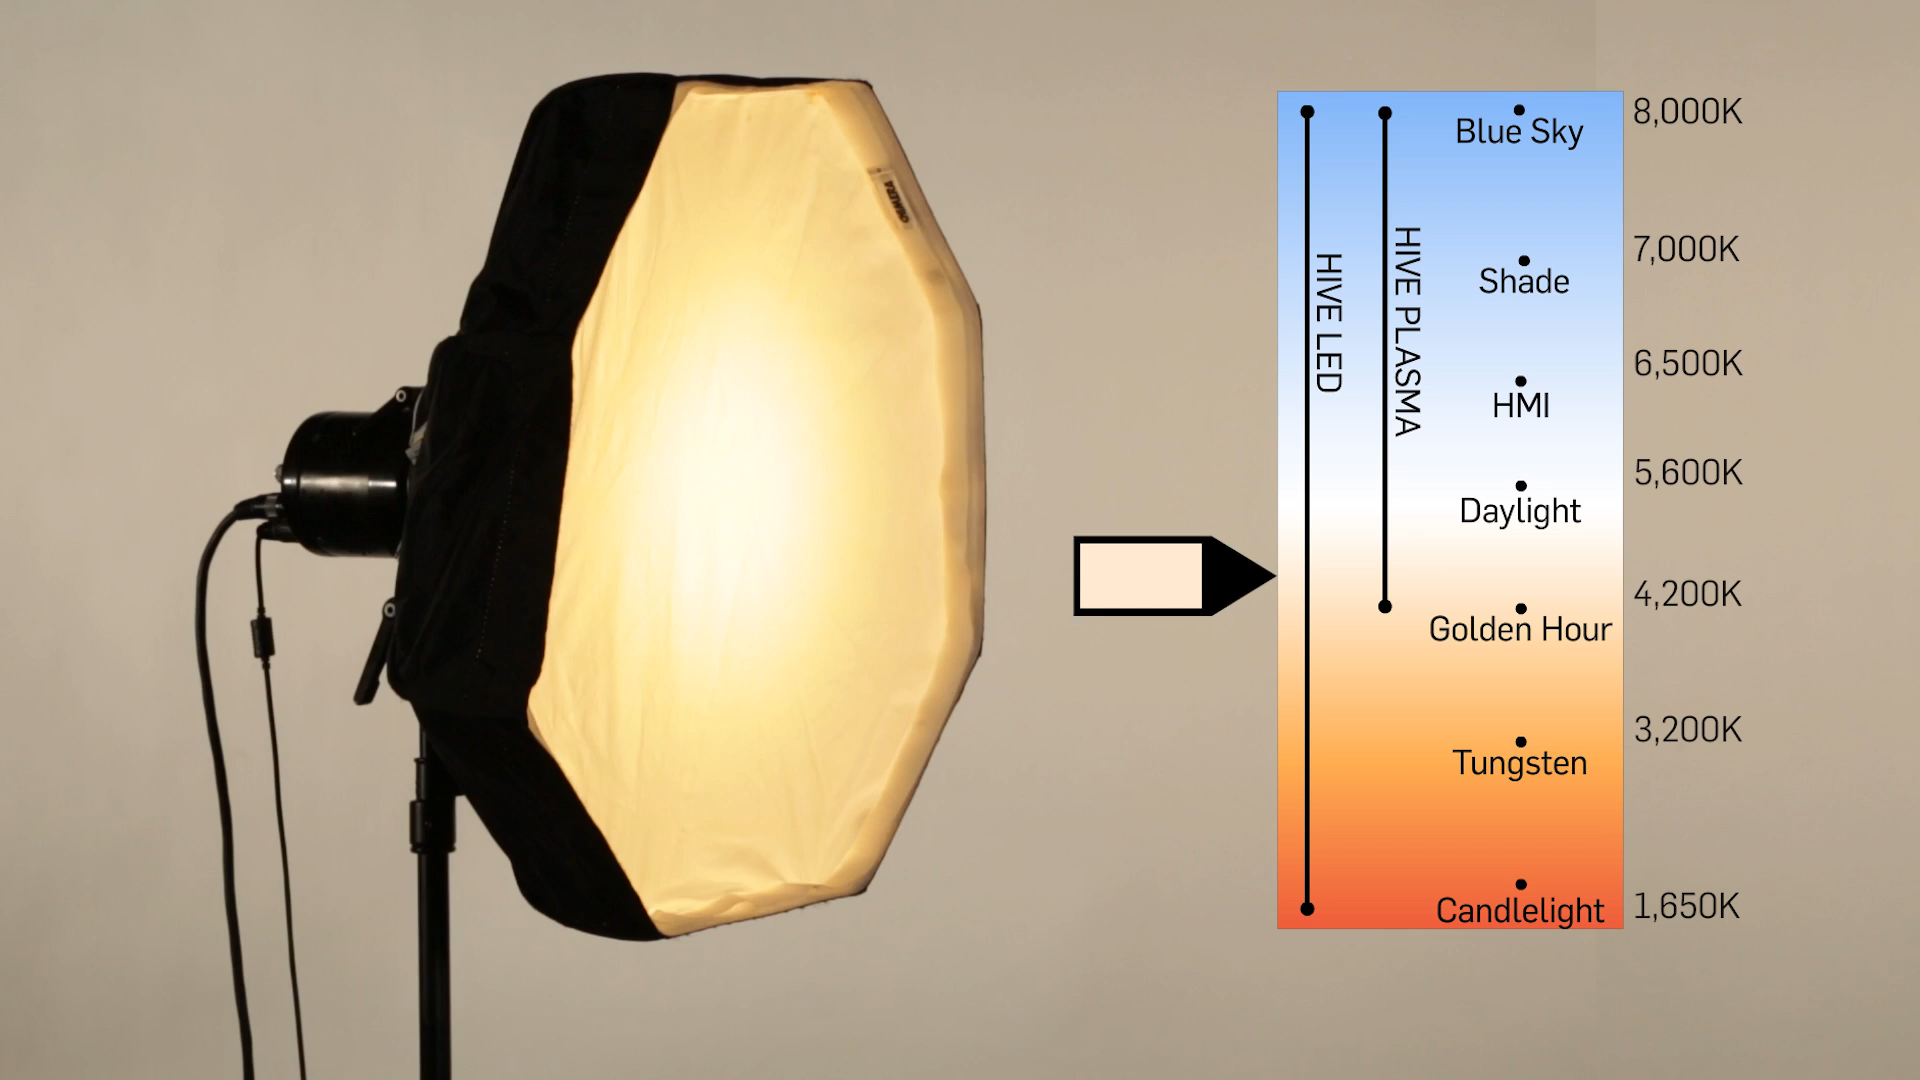 CHIMERA
HIVE LED
HIVE PLASMA
Blue Sky
Shade
HMI
Daylight
Golden Hour
Tungsten
Candlelight
8,000K
7,000K
6,500K
5,600K
4,200K
3,200K
1,650K